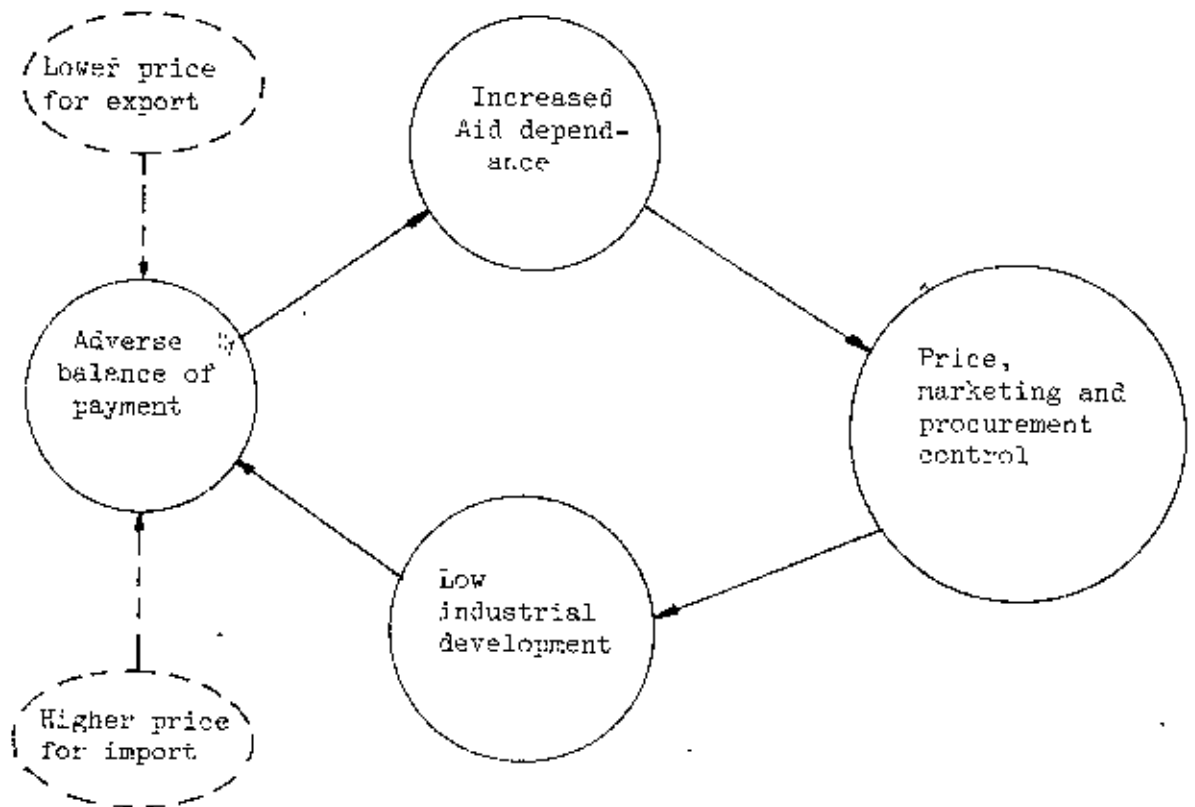 Lower price
for export
Increased
Aid depend-
ance
Adverse
balance of
payment
Price,
marketing and
procurement
control
Low
industrial
development
Higher price
for import